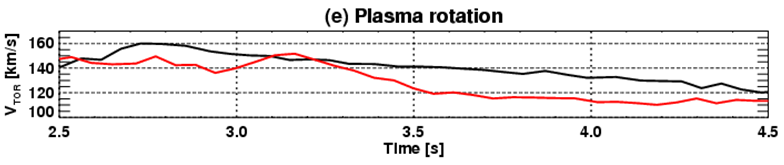 (e) Plasma rotation
V_TOR [km/s]
160
140
120
100
2.5 3.0 3.5 4.0 4.5
Time [s]